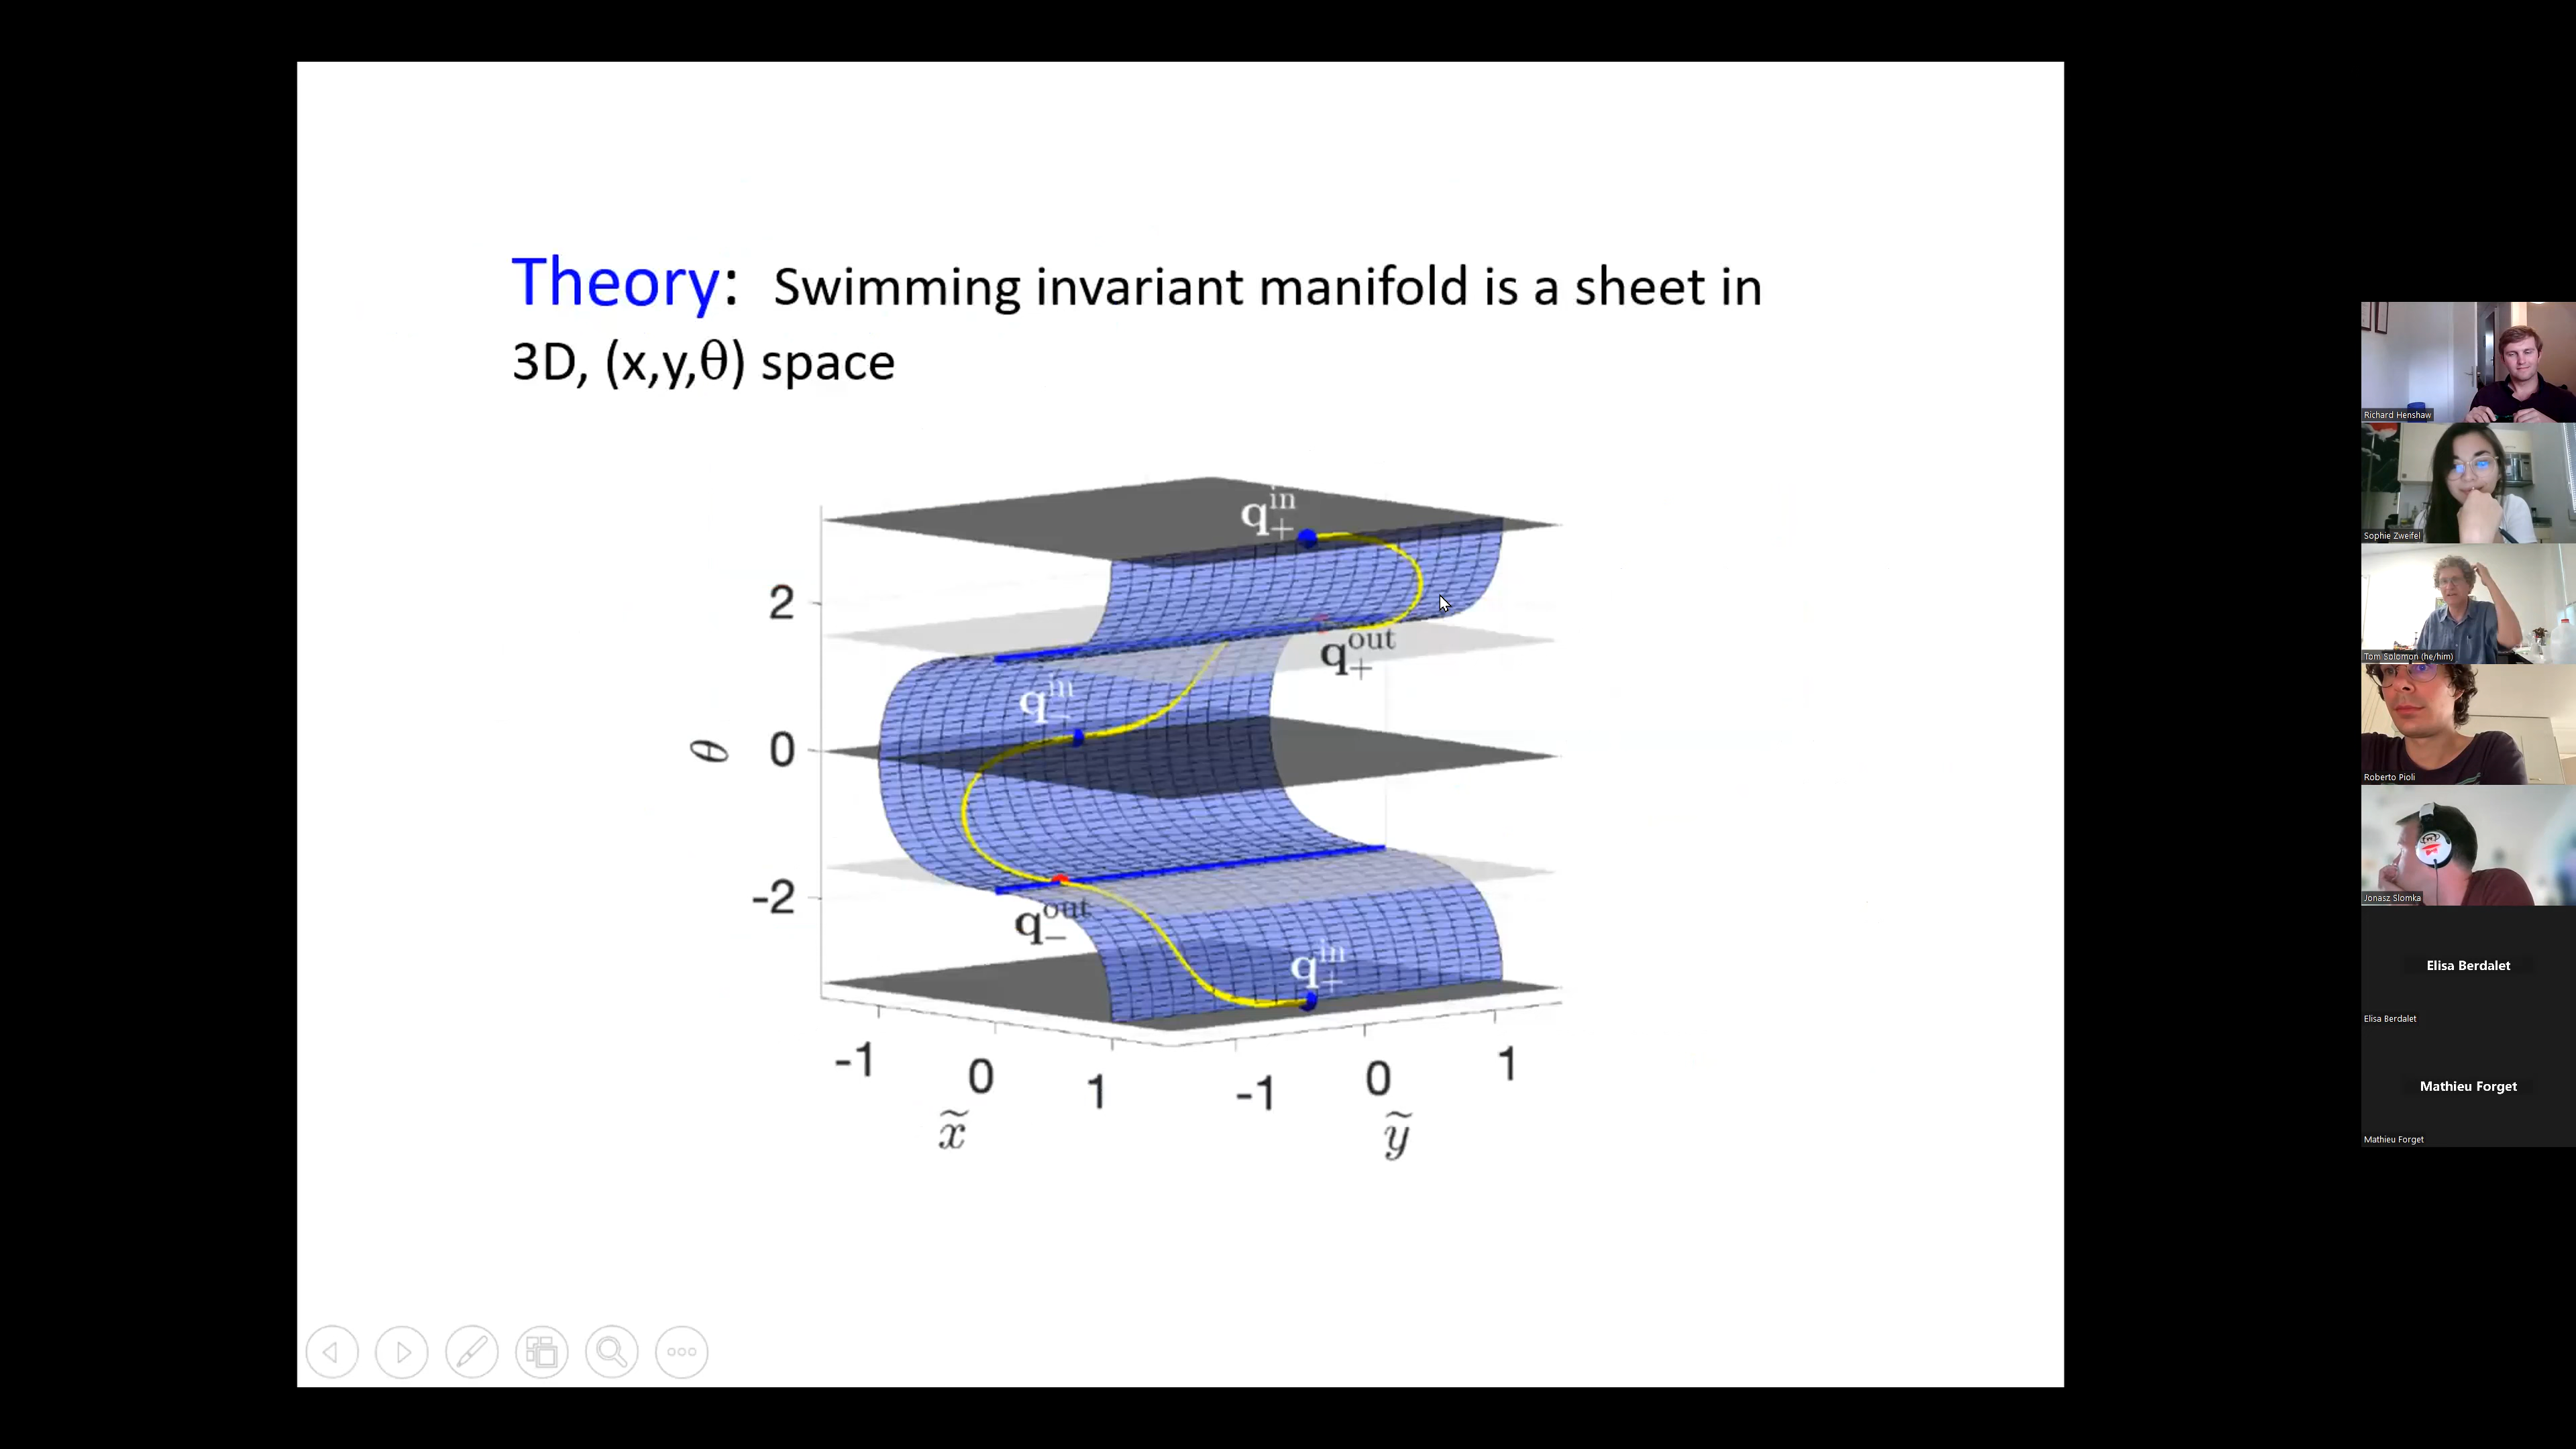 Theory: Swimming invariant manifold is a sheet in
3D, (x,y,θ) space
q₊ⁱⁿ
2
q₊ᵒᵘᵗ
q₋ⁱⁿ
θ
0
-2
q₋ᵒᵘᵗ
q₊ⁱⁿ
-1
0
1
-1
0
1
x̃
ỹ
Richard Henshaw
Sophie Zweifel
Tom Solomon (he/him)
Roberto Pioli
Jonasz Slomka
Elisa Berdalet
Elisa Berdalet
Mathieu Forget
Mathieu Forget